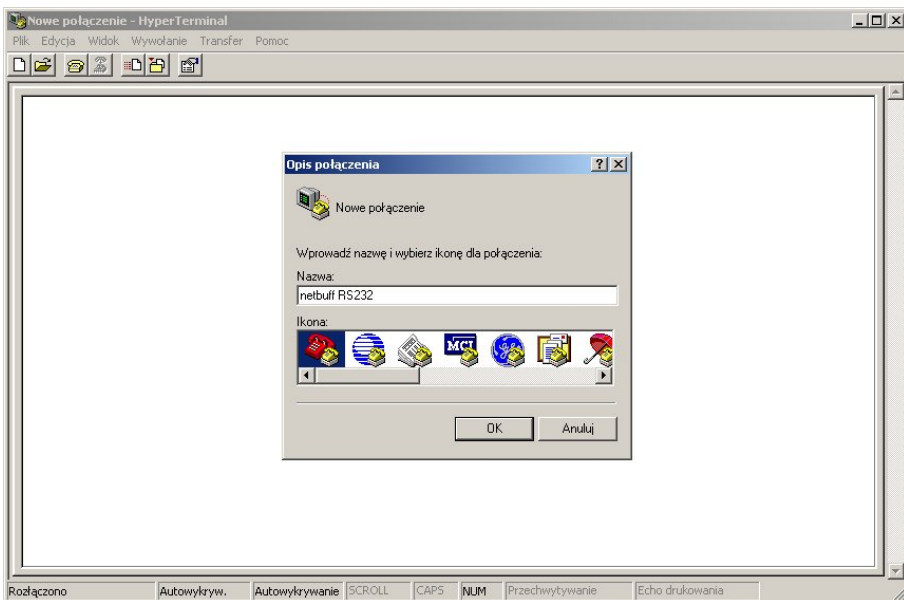 Nowe połączenie - HyperTerminal
Plik Edycja Widok Wywołanie Transfer Pomoc
Opis połączenia
Nowe połączenie
Wprowadź nazwę i wybierz ikonę dla połączenia:
Nazwa:
netbuff RS232
Ikona:
MCI
OK Anuluj
Rozłączono Autowykryw. Autowykrywanie SCROLL CAPS NUM Przechwytywanie Echo drukowania